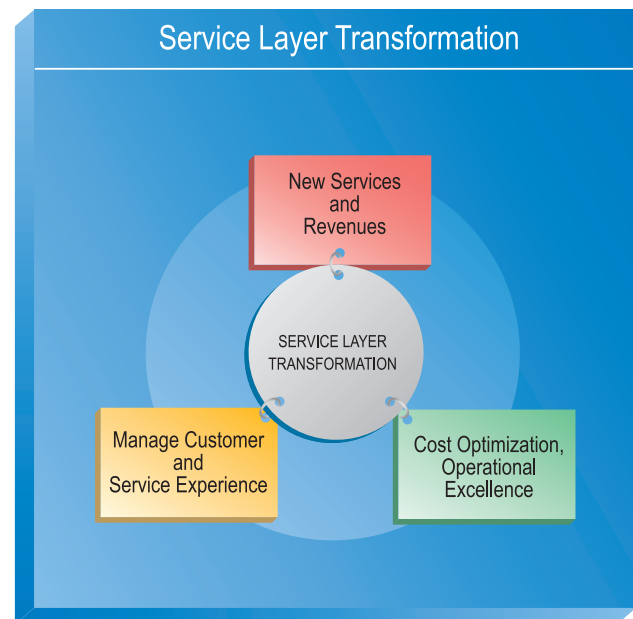 Service Layer Transformation
New Services
and
Revenues
SERVICE LAYER
TRANSFORMATION
Manage Customer
and
Service Experience
Cost Optimization,
Operational
Excellence